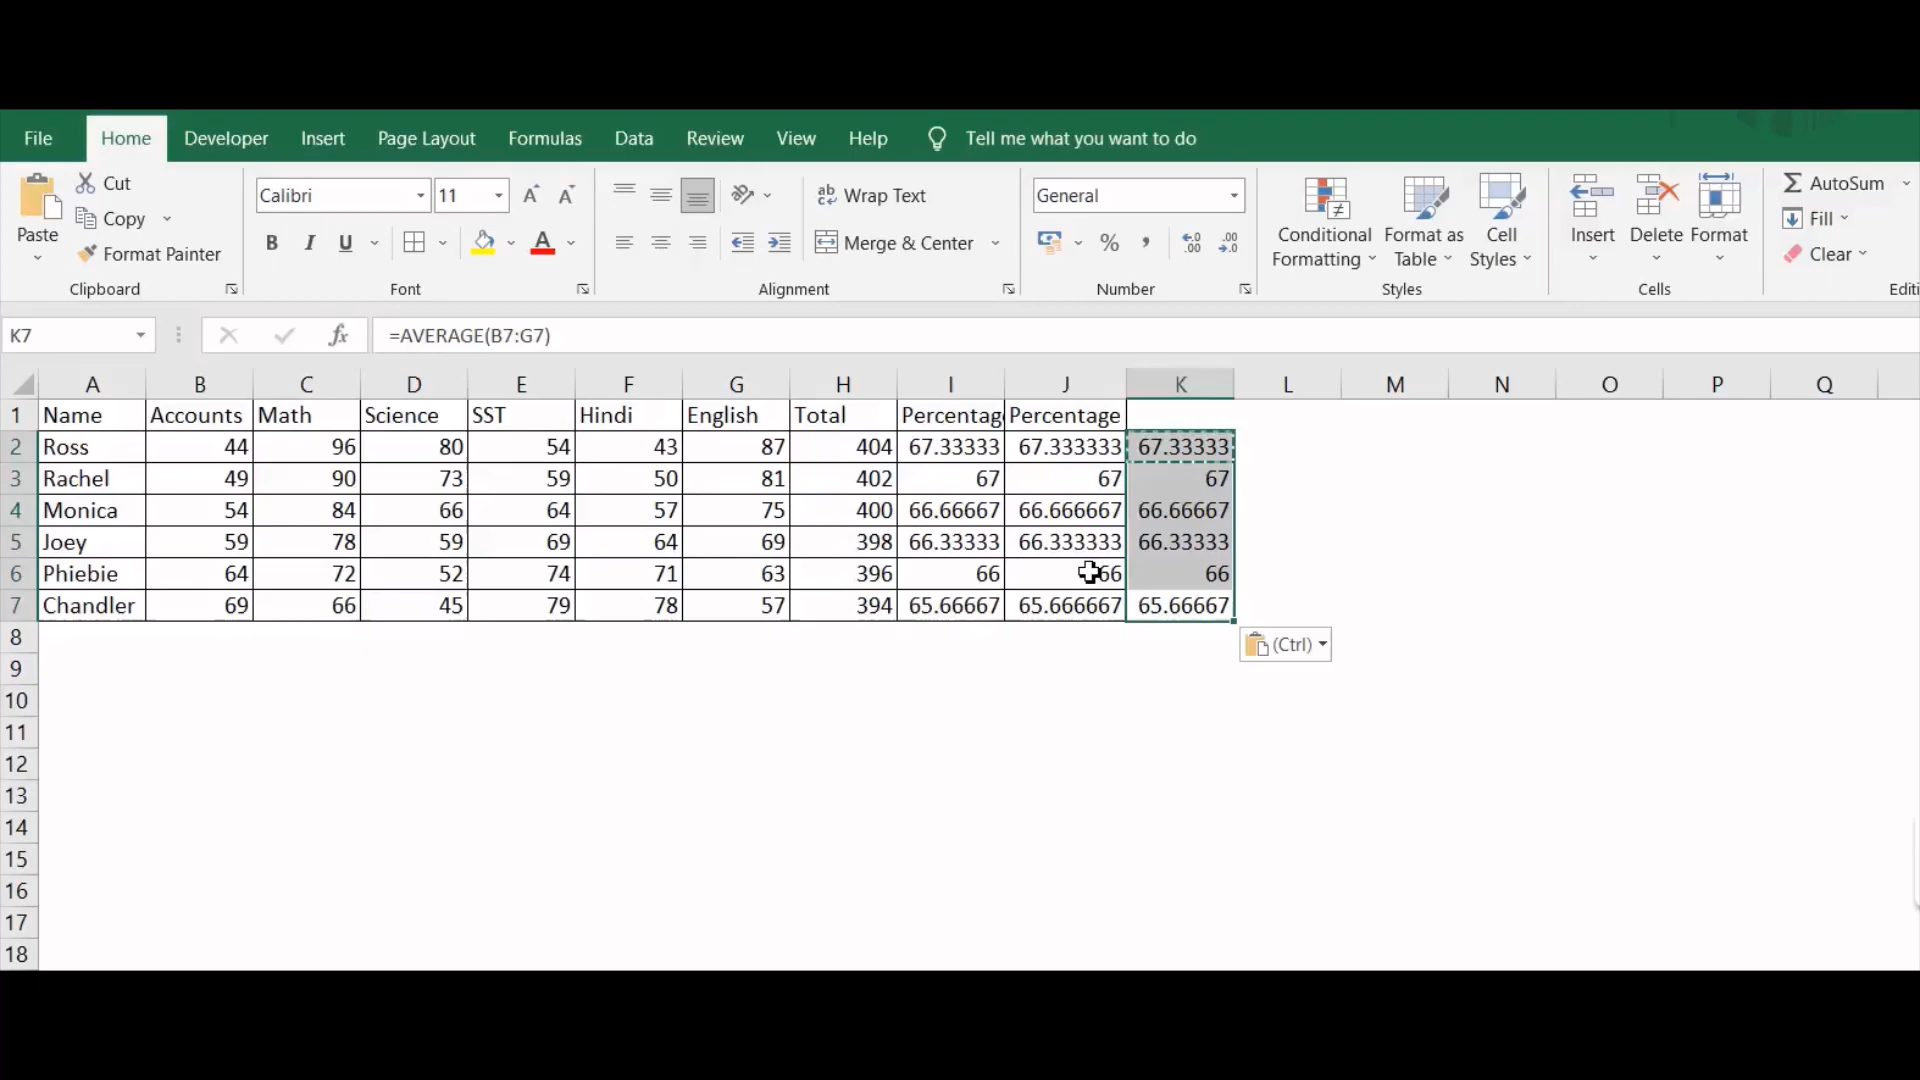 File Home Developer Insert Page Layout Formulas Data Review View Help Tell me what you want to do
Paste
Cut
Copy
Format Painter
Clipboard
Calibri 11
B I U A
Font
ab Wrap Text
Merge & Center
Alignment
General
% , .00 .00
Number
Conditional Formatting
Format as Table
Cell Styles
Styles
Insert Delete Format
Cells
AutoSum
Fill
Clear
Editi
K7 fx =AVERAGE(B7:G7)
A B C D E F G H I J K L M N O P Q
1 Name Accounts Math Science SST Hindi English Total Percentag Percentage
2 Ross 44 96 80 54 43 87 404 67.33333 67.333333 67.33333
3 Rachel 49 90 73 59 50 81 402 67 67 67
4 Monica 54 84 66 64 57 75 400 66.66667 66.666667 66.66667
5 Joey 59 78 59 69 64 69 398 66.33333 66.333333 66.33333
6 Phiebie 64 72 52 74 71 63 396 66 66 66
7 Chandler 69 66 45 79 78 57 394 65.66667 65.666667 65.66667
8 (Ctrl)
9
10
11
12
13
14
15
16
17
18